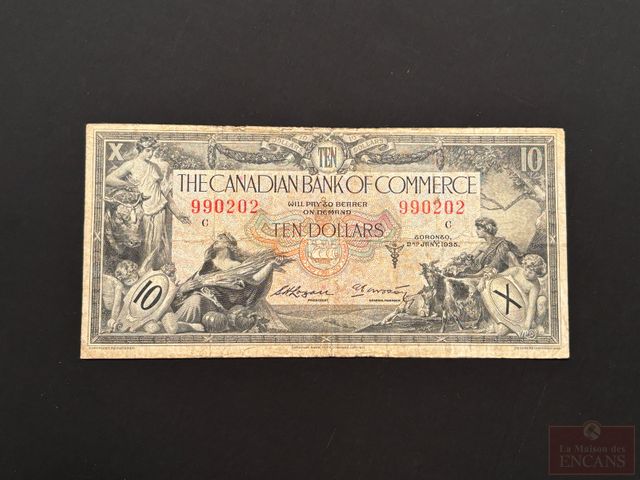 TEN
X
10
THE CANADIAN BANK OF COMMERCE
WILL PAY TO BEARER
ON DEMAND
990202
990202
C
C
TEN DOLLARS
TORONTO,
2ND JANY, 1935.
PRESIDENT
GENERAL MANAGER
10
X
La Maison des
ENCANS